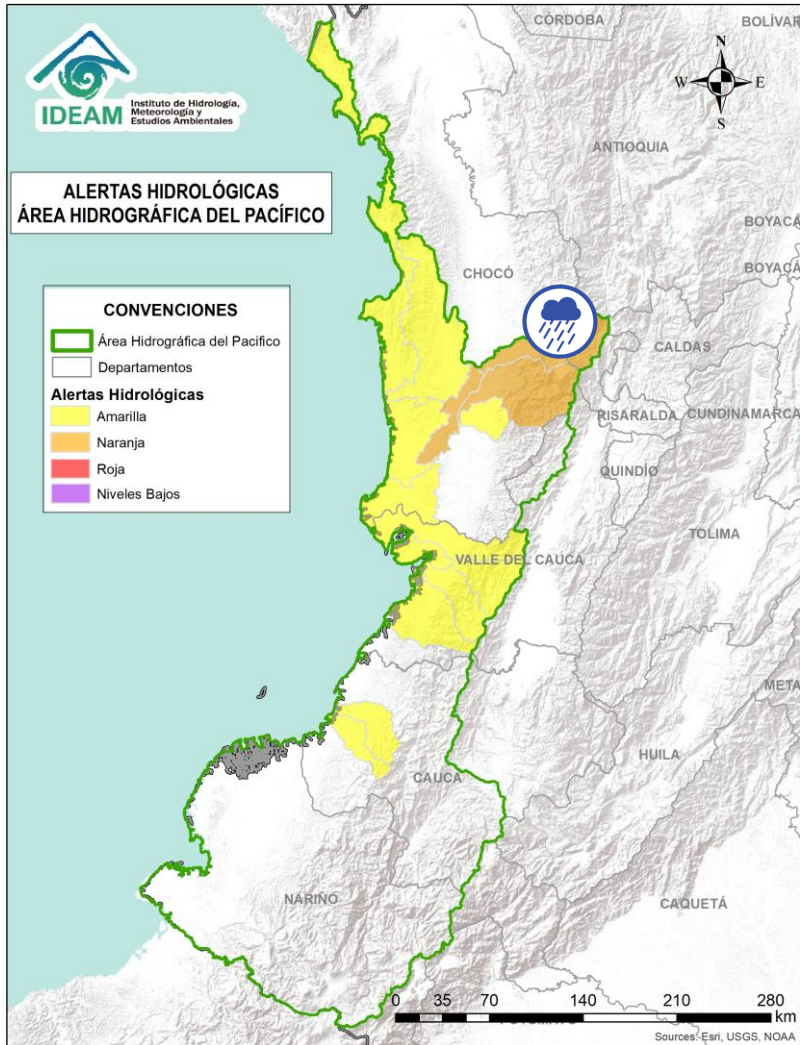 CÓRDOBA
BOLÍVAR
N
W
E
S
IDEAM
Instituto de Hidrología,
Meteorología y
Estudios Ambientales
ANTIOQUIA
ALERTAS HIDROLÓGICAS
ÁREA HIDROGRÁFICA DEL PACÍFICO
BOYACÁ
BOYACÁ
CHOCÓ
CONVENCIONES
Área Hidrográfica del Pacifico
Departamentos
Alertas Hidrológicas
Amarilla
Naranja
Roja
Niveles Bajos
CALDAS
RISARALDA
CUNDINAMARCA
QUINDÍO
TOLIMA
VALLE DEL CAUCA
META
HUILA
CAUCA
NARIÑO
CAQUETÁ
0 35 70 140 210 280
km
Sources: Esri, USGS, NOAA